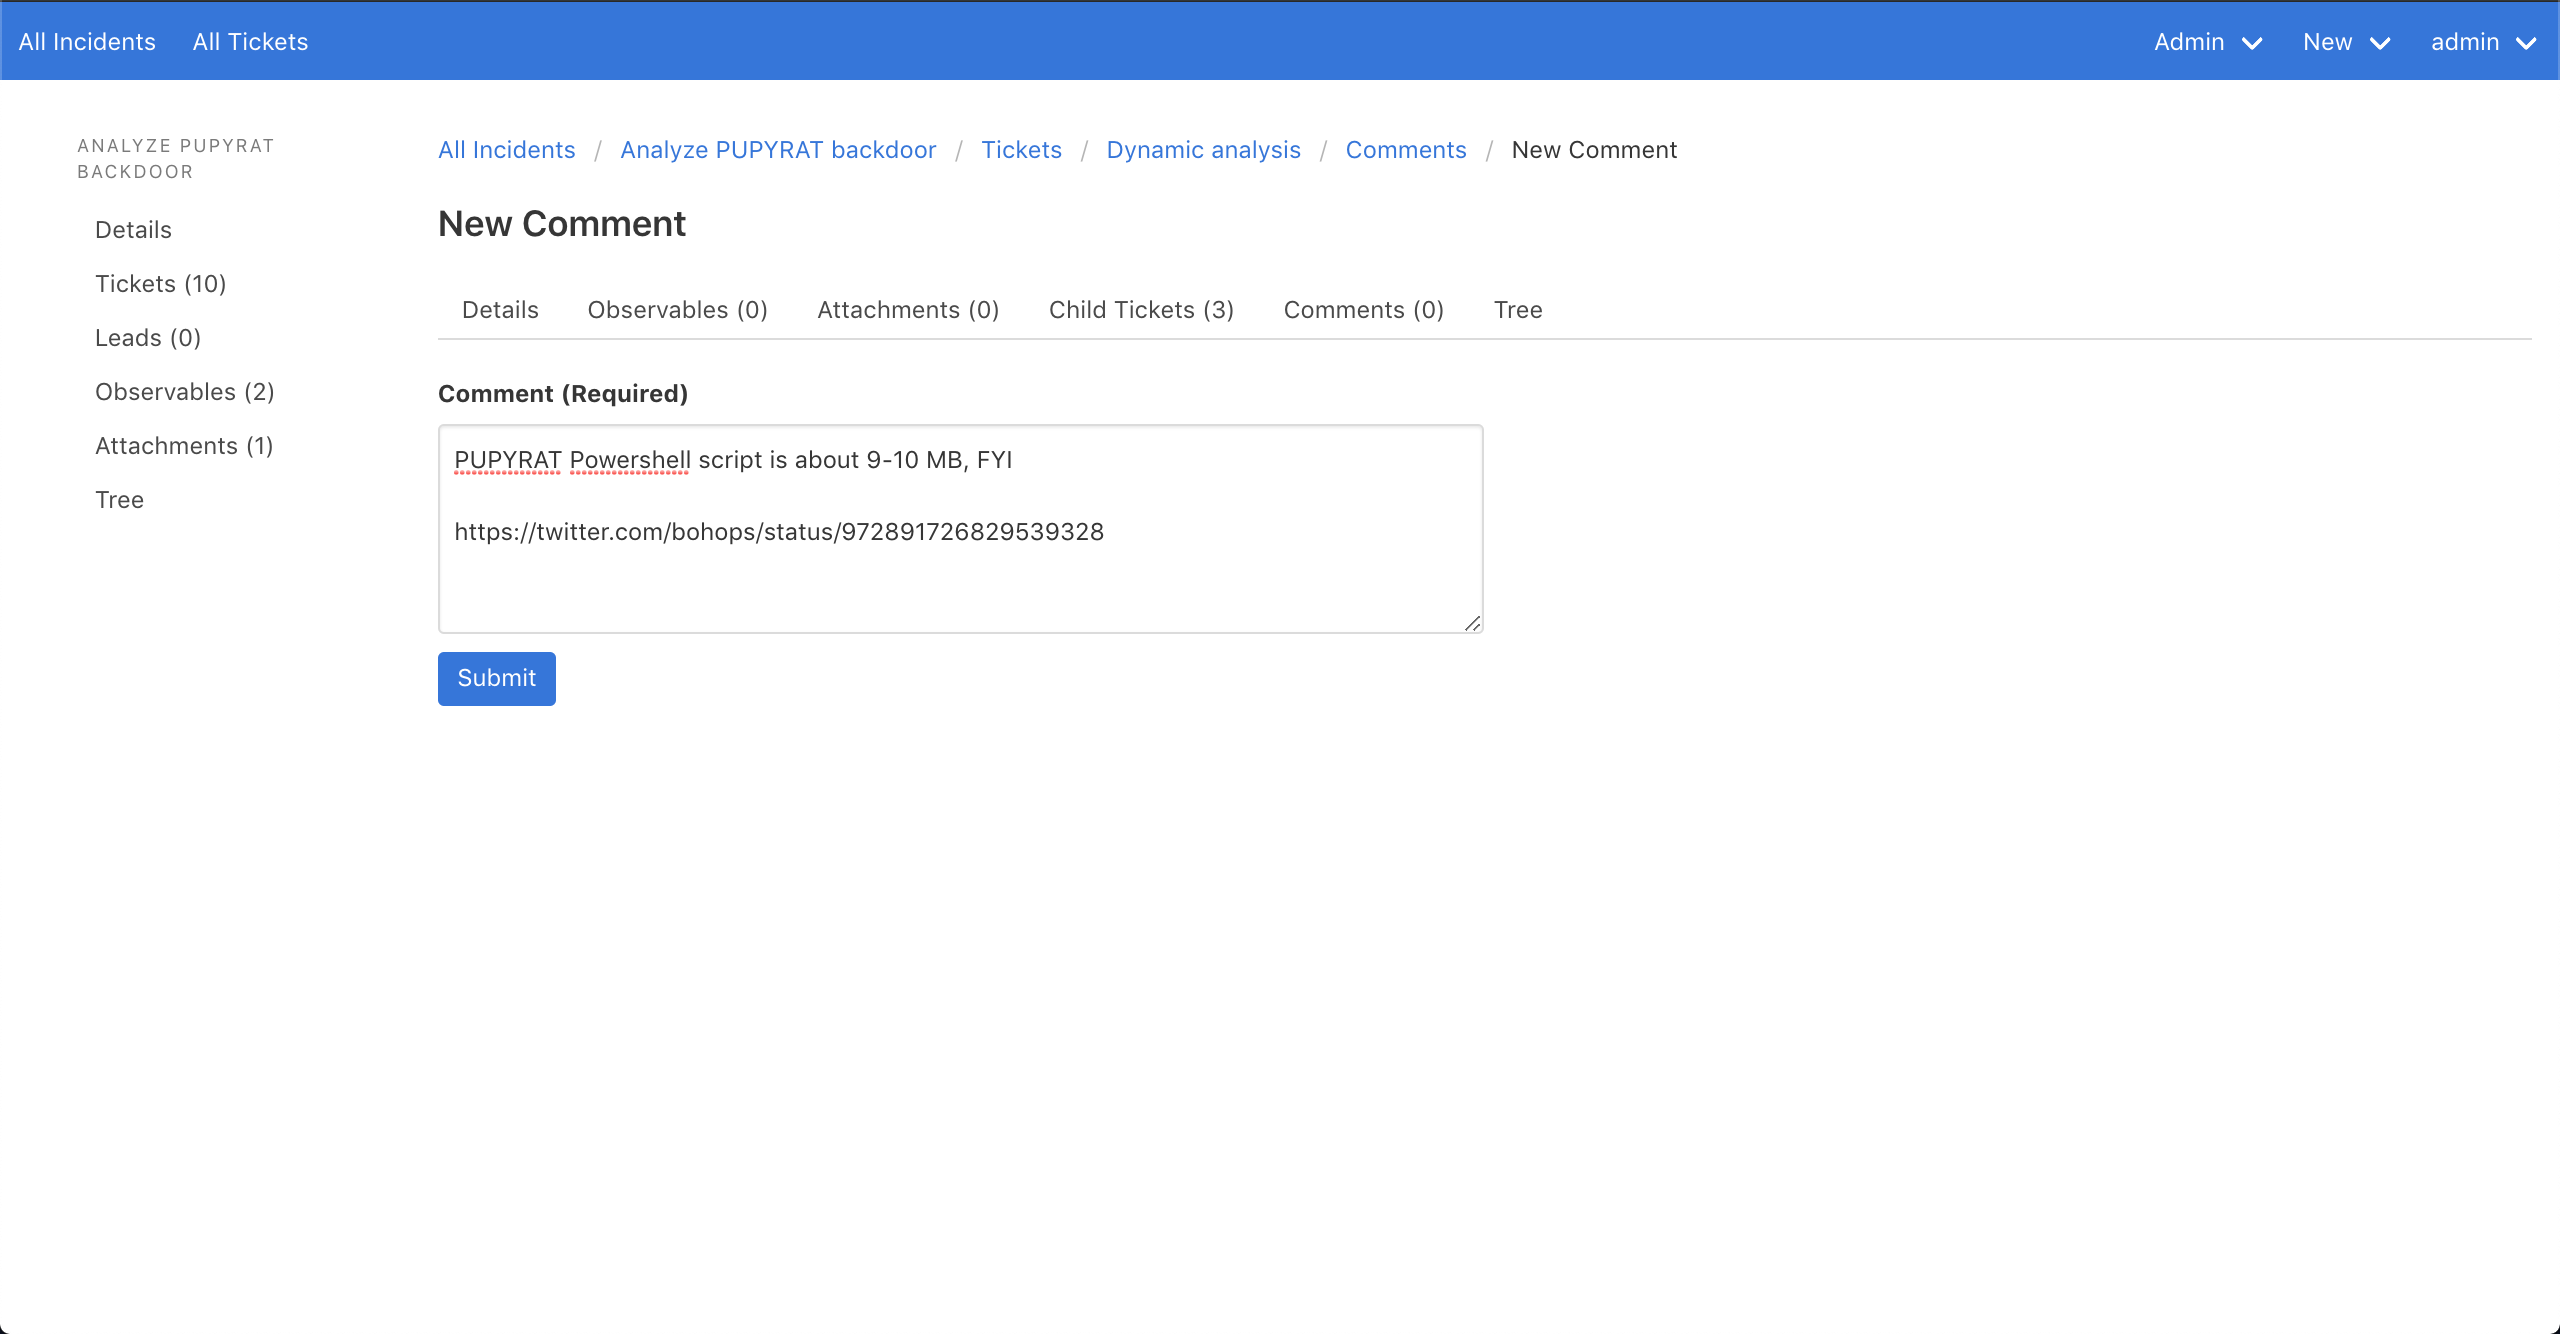 All Incidents All Tickets Admin New admin
ANALYZE PUPYRAT
BACKDOOR
Details
Tickets (10)
Leads (0)
Observables (2)
Attachments (1)
Tree
All Incidents / Analyze PUPYRAT backdoor / Tickets / Dynamic analysis / Comments / New Comment
New Comment
Details Observables (0) Attachments (0) Child Tickets (3) Comments (0) Tree
Comment (Required)
PUPYRAT Powershell script is about 9-10 MB, FYI
https://twitter.com/bohops/status/972891726829539328
Submit